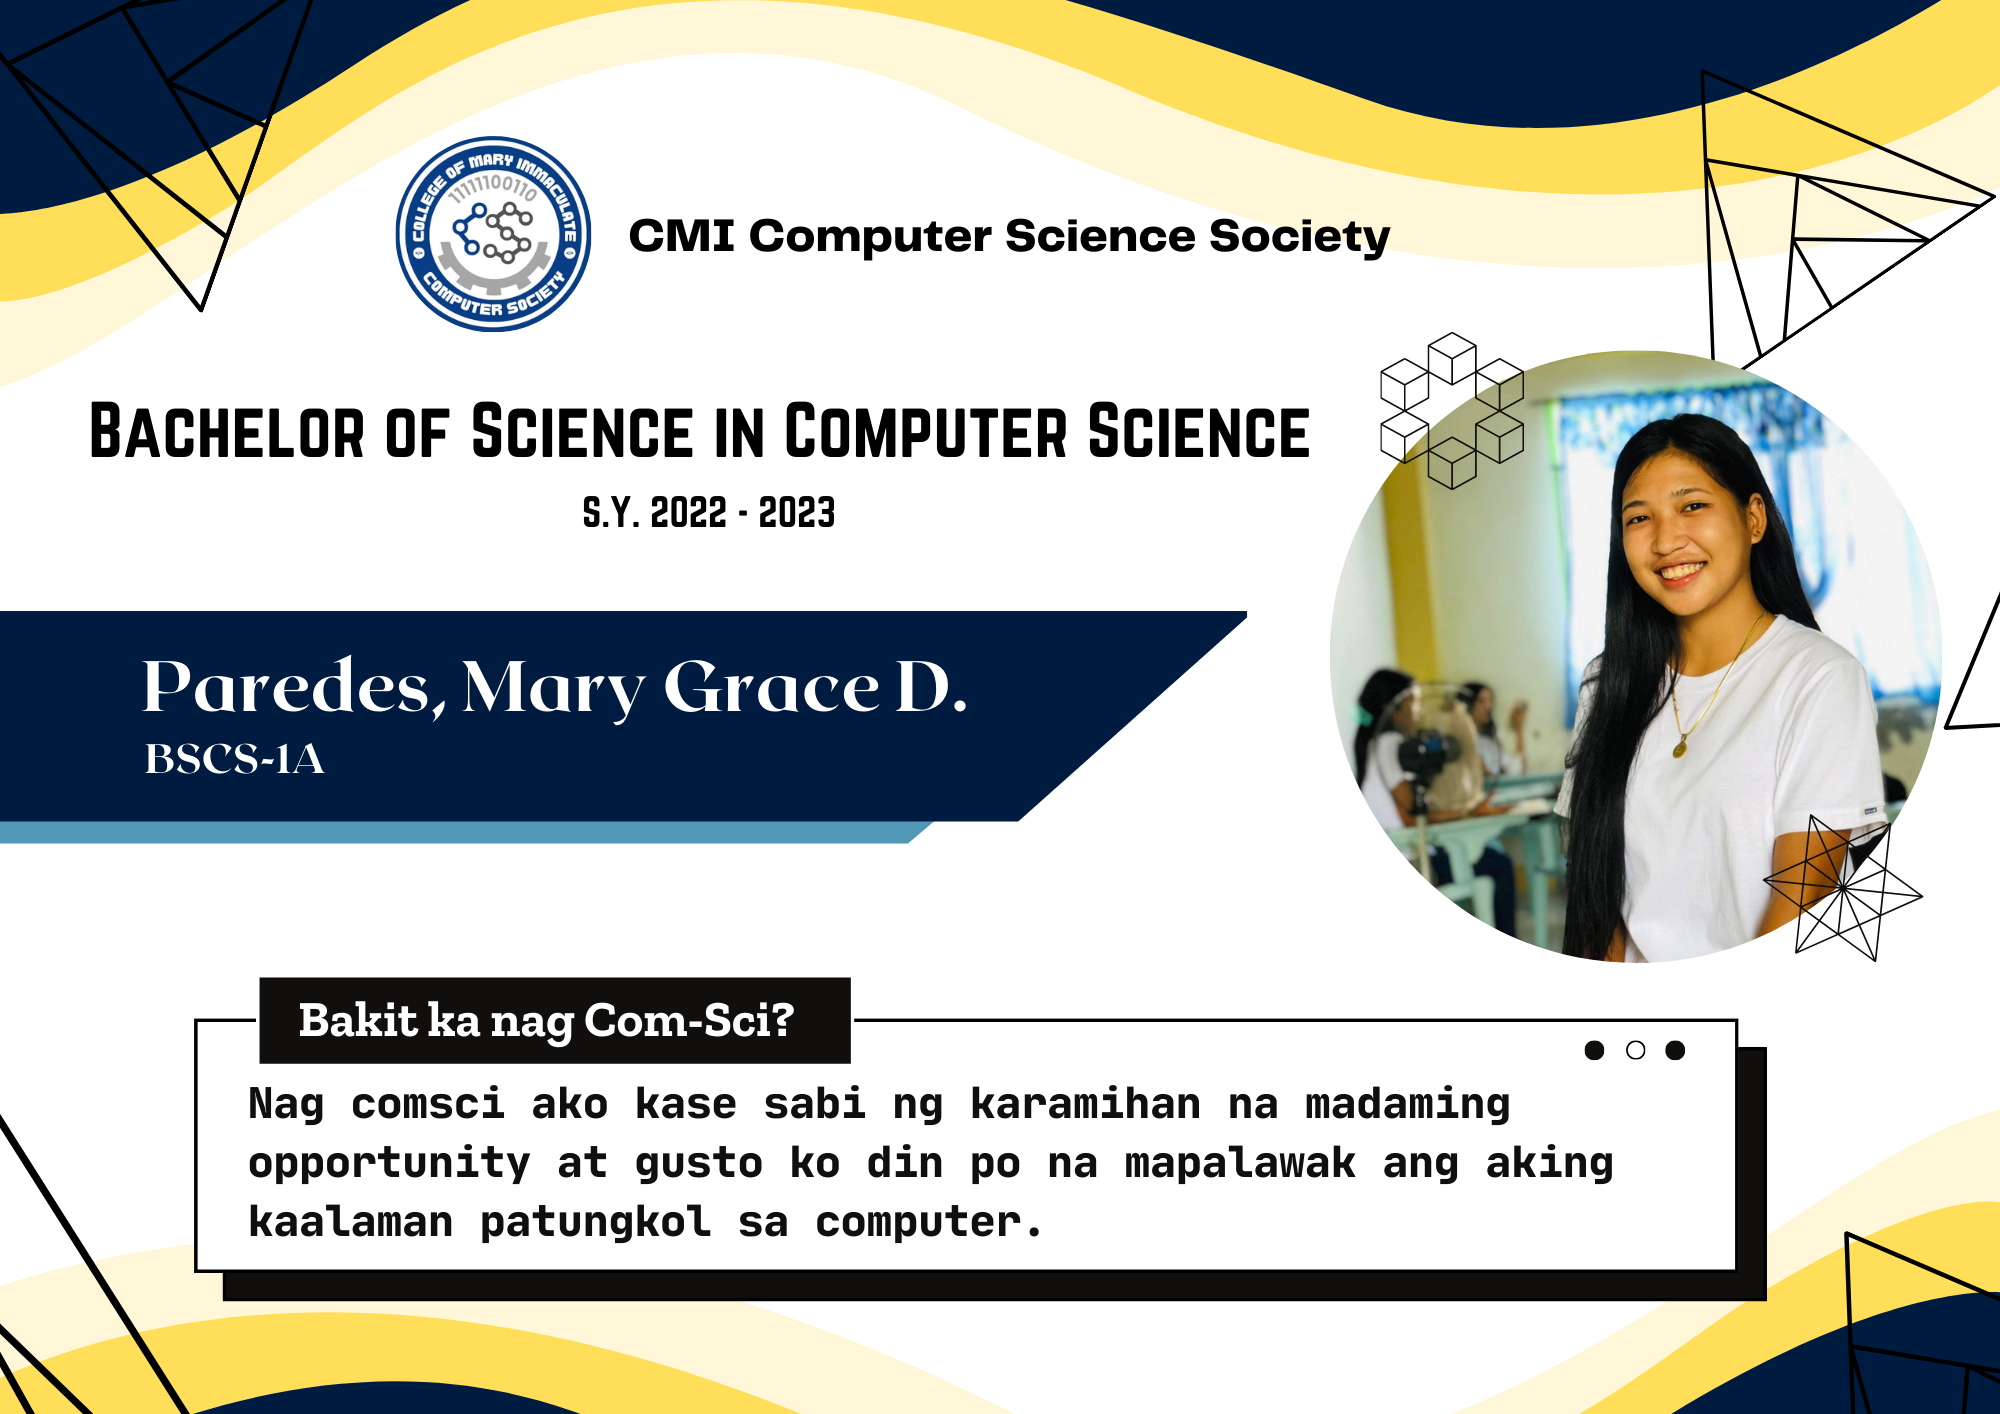 COLLEGE OF MARY IMMACULATE
11111100110
COMPUTER SOCIETY
CMI Computer Science Society
Bachelor of Science in Computer Science
S.Y. 2022 - 2023
Paredes, Mary Grace D.
BSCS-1A
Bakit ka nag Com-Sci?
Nag comsci ako kase sabi ng karamihan na madaming
opportunity at gusto ko din po na mapalawak ang aking
kaalaman patungkol sa computer.